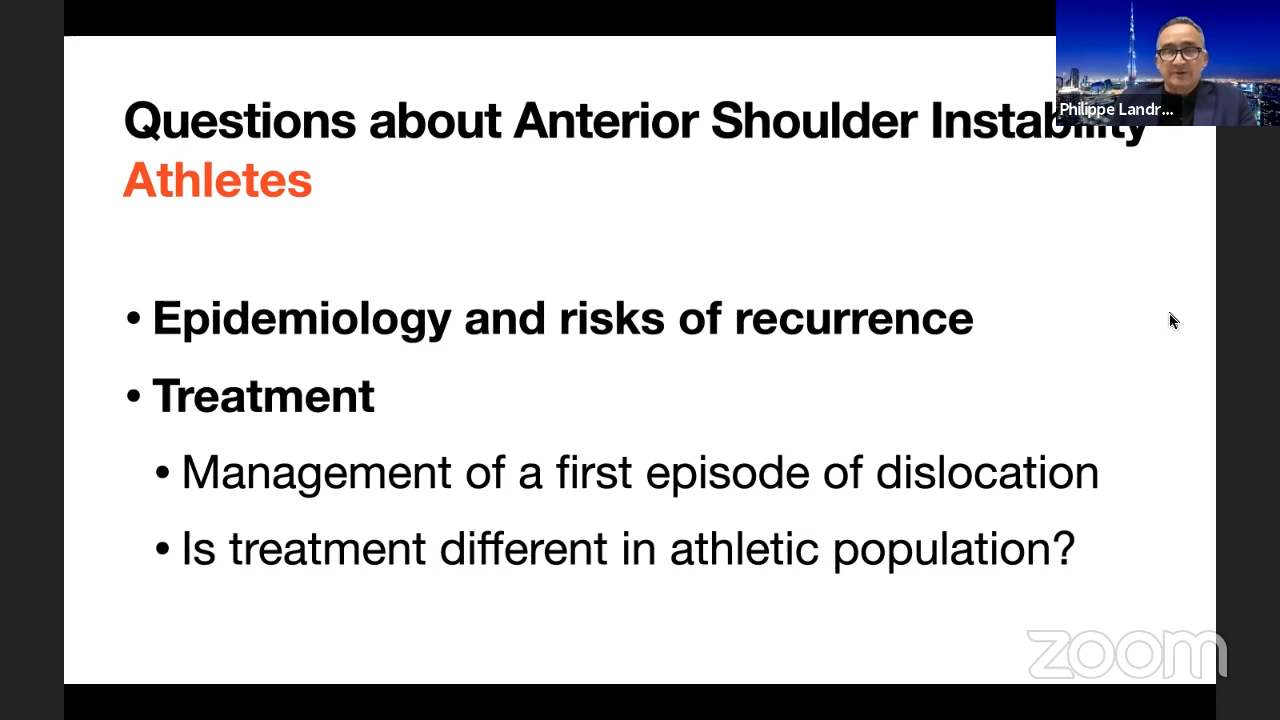 Questions about Anterior Shoulder Instability
Athletes
Philippe Landr...
• Epidemiology and risks of recurrence
• Treatment
• Management of a first episode of dislocation
• Is treatment different in athletic population?
zoom